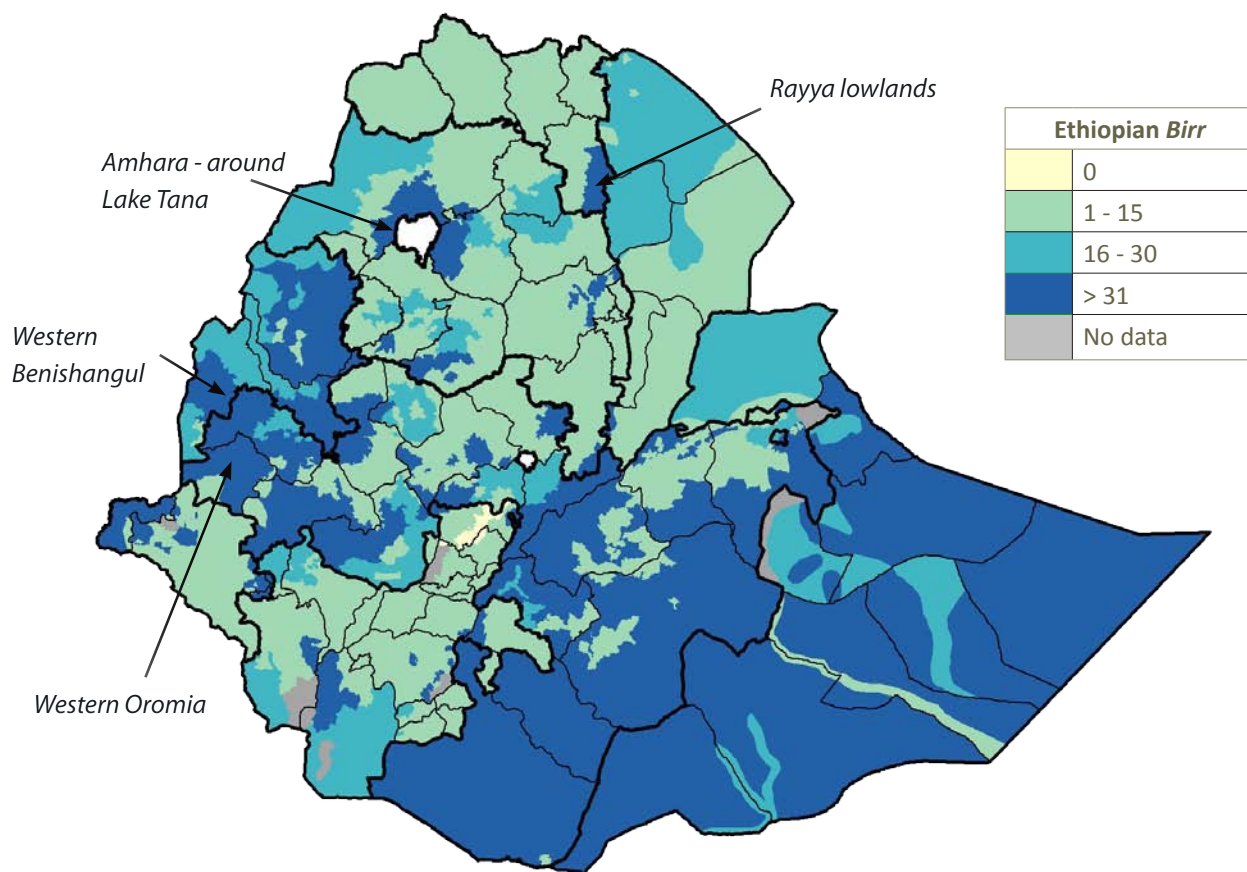 Rayya lowlands
Amhara - around
Lake Tana
Western
Benishangul
Western Oromia
Ethiopian Birr
0
1 - 15
16 - 30
> 31
No data